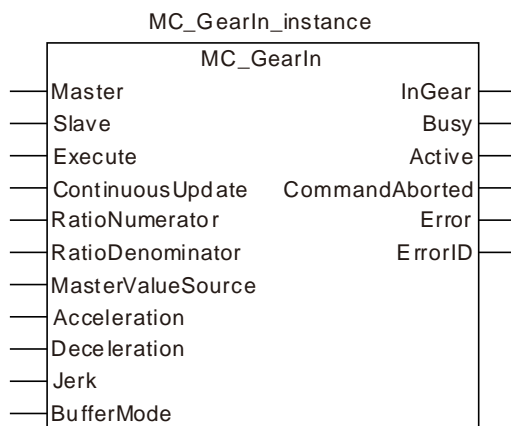 MC_GearIn_instance
MC_GearIn
Master InGear
Slave Busy
Execute Active
ContinuousUpdate CommandAborted
RatioNumerator Error
RatioDenominator ErrorID
MasterValueSource
Acceleration
Deceleration
Jerk
BufferMode